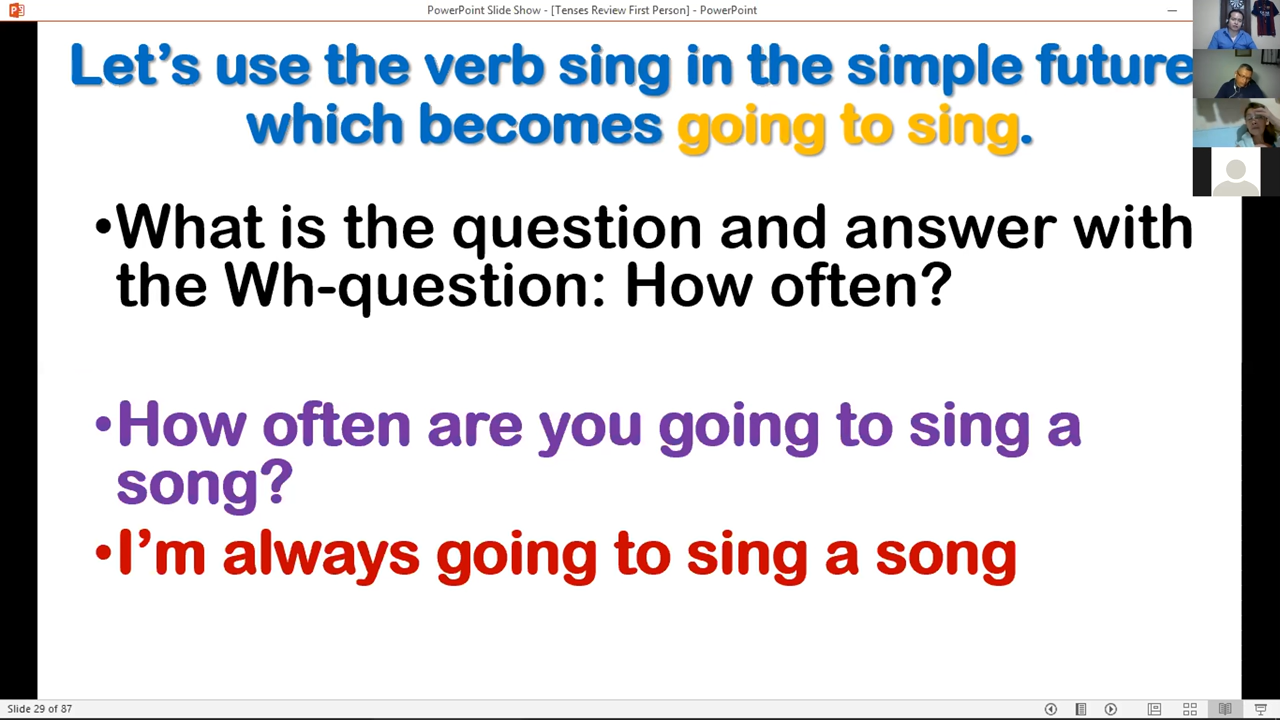 PowerPoint Slide Show - [Tenses Review First Person] - PowerPoint
Let's use the verb sing in the simple future
which becomes going to sing.
•What is the question and answer with
the Wh-question: How often?
•How often are you going to sing a
song?
•I'm always going to sing a song
Slide 29 of 87